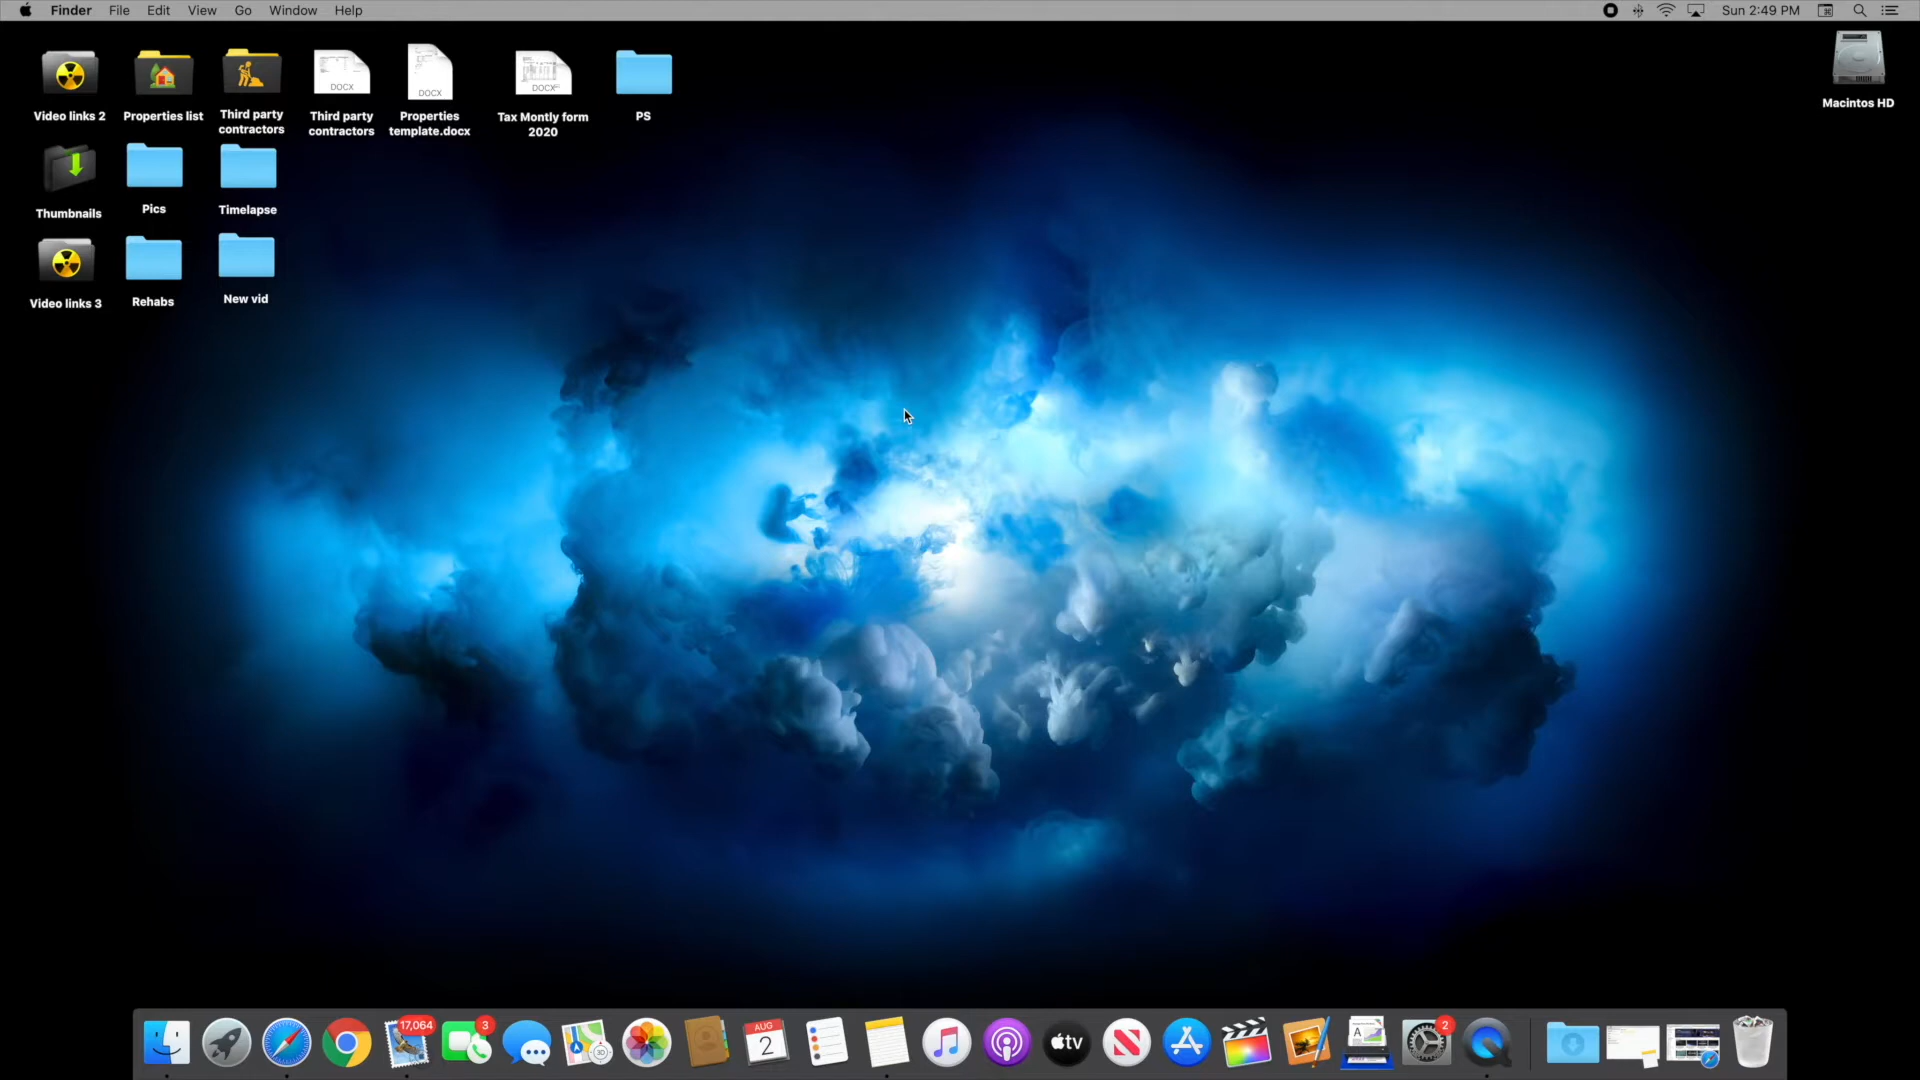 Finder File Edit View Go Window Help
Sun 2:49 PM
Video links 2
Properties list
Third party
contractors
DOCX
Third party
contractors
DOCX
Properties
template.docx
DOCX
Tax Montly form
2020
PS
Macintos HD
Thumbnails
Pics
Timelapse
Video links 3
Rehabs
New vid
17,064
3
3D
AUG
2
tv
A
2